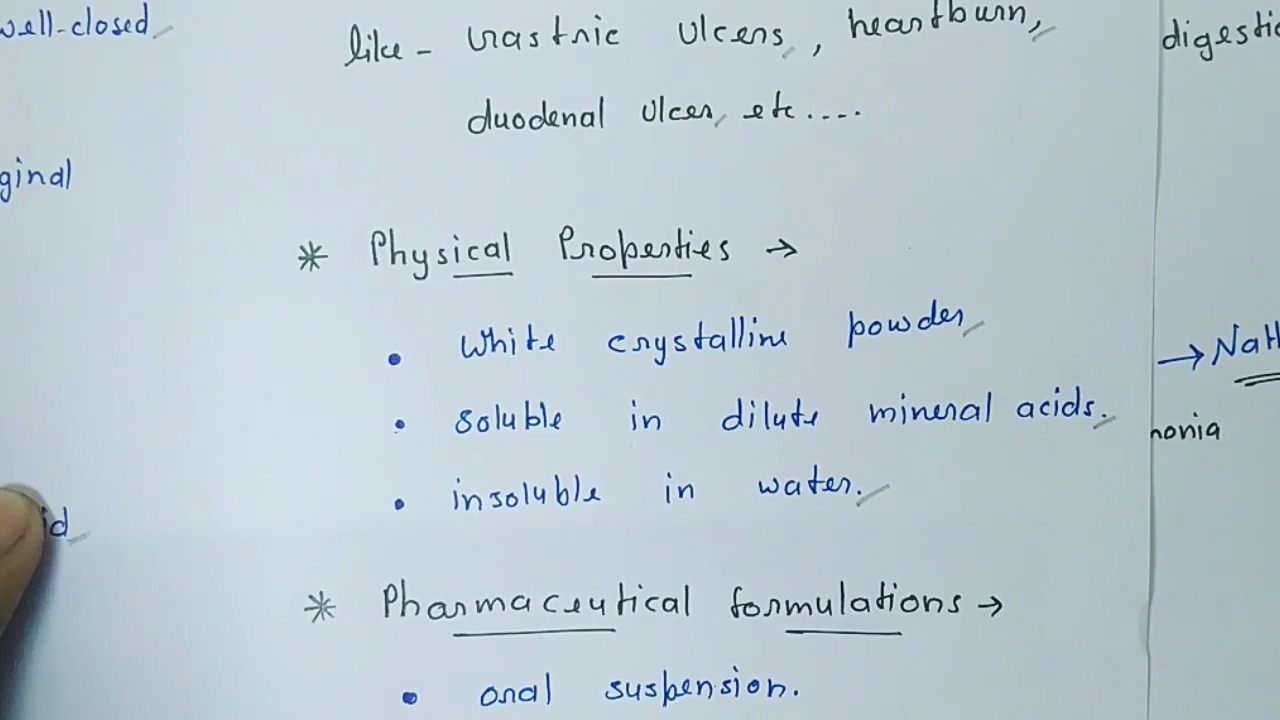 well-closed
ginal
id
like - Gastric Ulcers, heartburn,
duodenal Ulcer, etc....
* Physical Properties →
• White crystalline powder,
• soluble in dilute mineral acids.
• insoluble in water.
* Pharmaceutical formulations →
• oral suspension.
digestic
→ NaH
nonia